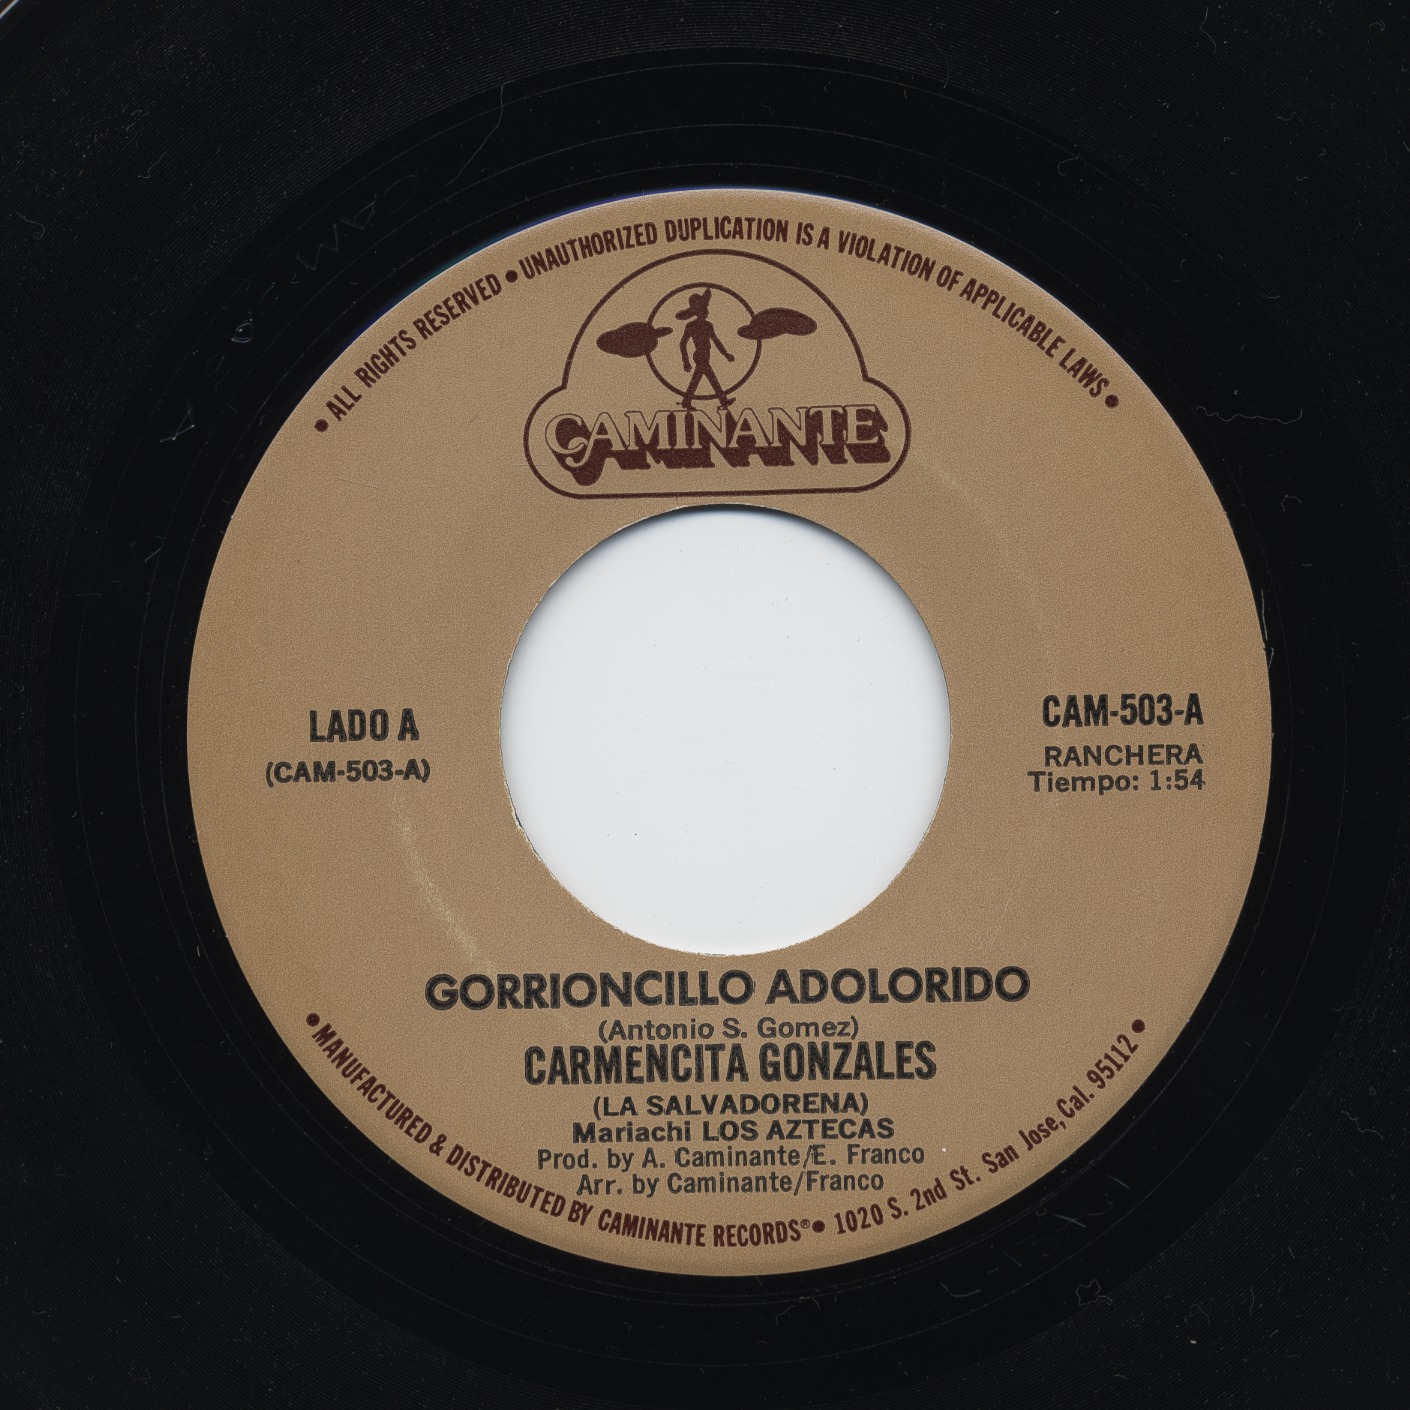 • ALL RIGHTS RESERVED • UNAUTHORIZED DUPLICATION IS A VIOLATION OF APPLICABLE LAWS •
CAMINANTE
LADO A
(CAM-503-A)
CAM-503-A
RANCHERA
Tiempo: 1:54
GORRIONCILLO ADOLORIDO
(Antonio S. Gomez)
CARMENCITA GONZALES
(LA SALVADORENA)
Mariachi LOS AZTECAS
Prod. by A. Caminante/E. Franco
Arr. by Caminante/Franco
• MANUFACTURED & DISTRIBUTED BY CAMINANTE RECORDS® • 1020 S. 2nd St. San Jose, Cal. 95112 •